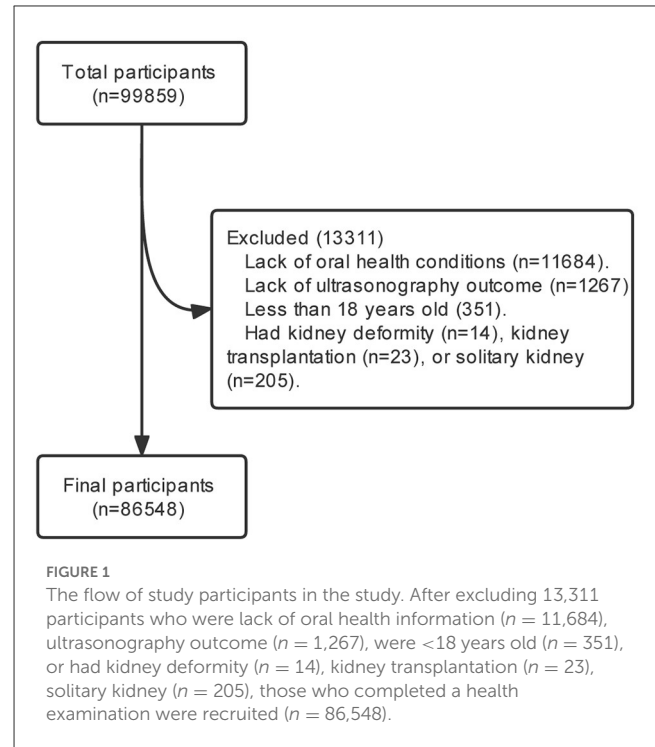 Total participants
(n=99859)
Excluded (13311)
Lack of oral health conditions (n=11684).
Lack of ultrasonography outcome (n=1267)
Less than 18 years old (351).
Had kidney deformity (n=14), kidney
transplantation (n=23), or solitary kidney
(n=205).
Final participants
(n=86548)
FIGURE 1
The flow of study participants in the study. After excluding 13,311
participants who were lack of oral health information (n = 11,684),
ultrasonography outcome (n = 1,267), were <18 years old (n = 351),
or had kidney deformity (n = 14), kidney transplantation (n = 23),
solitary kidney (n = 205), those who completed a health
examination were recruited (n = 86,548).